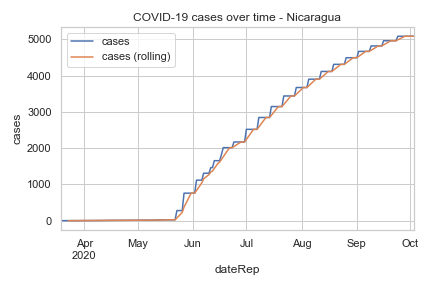 COVID-19 cases over time - Nicaragua
cases
cases (rolling)
5000
4000
3000
2000
1000
0
cases
Apr
2020
May
Jun
Jul
Aug
Sep
Oct
dateRep